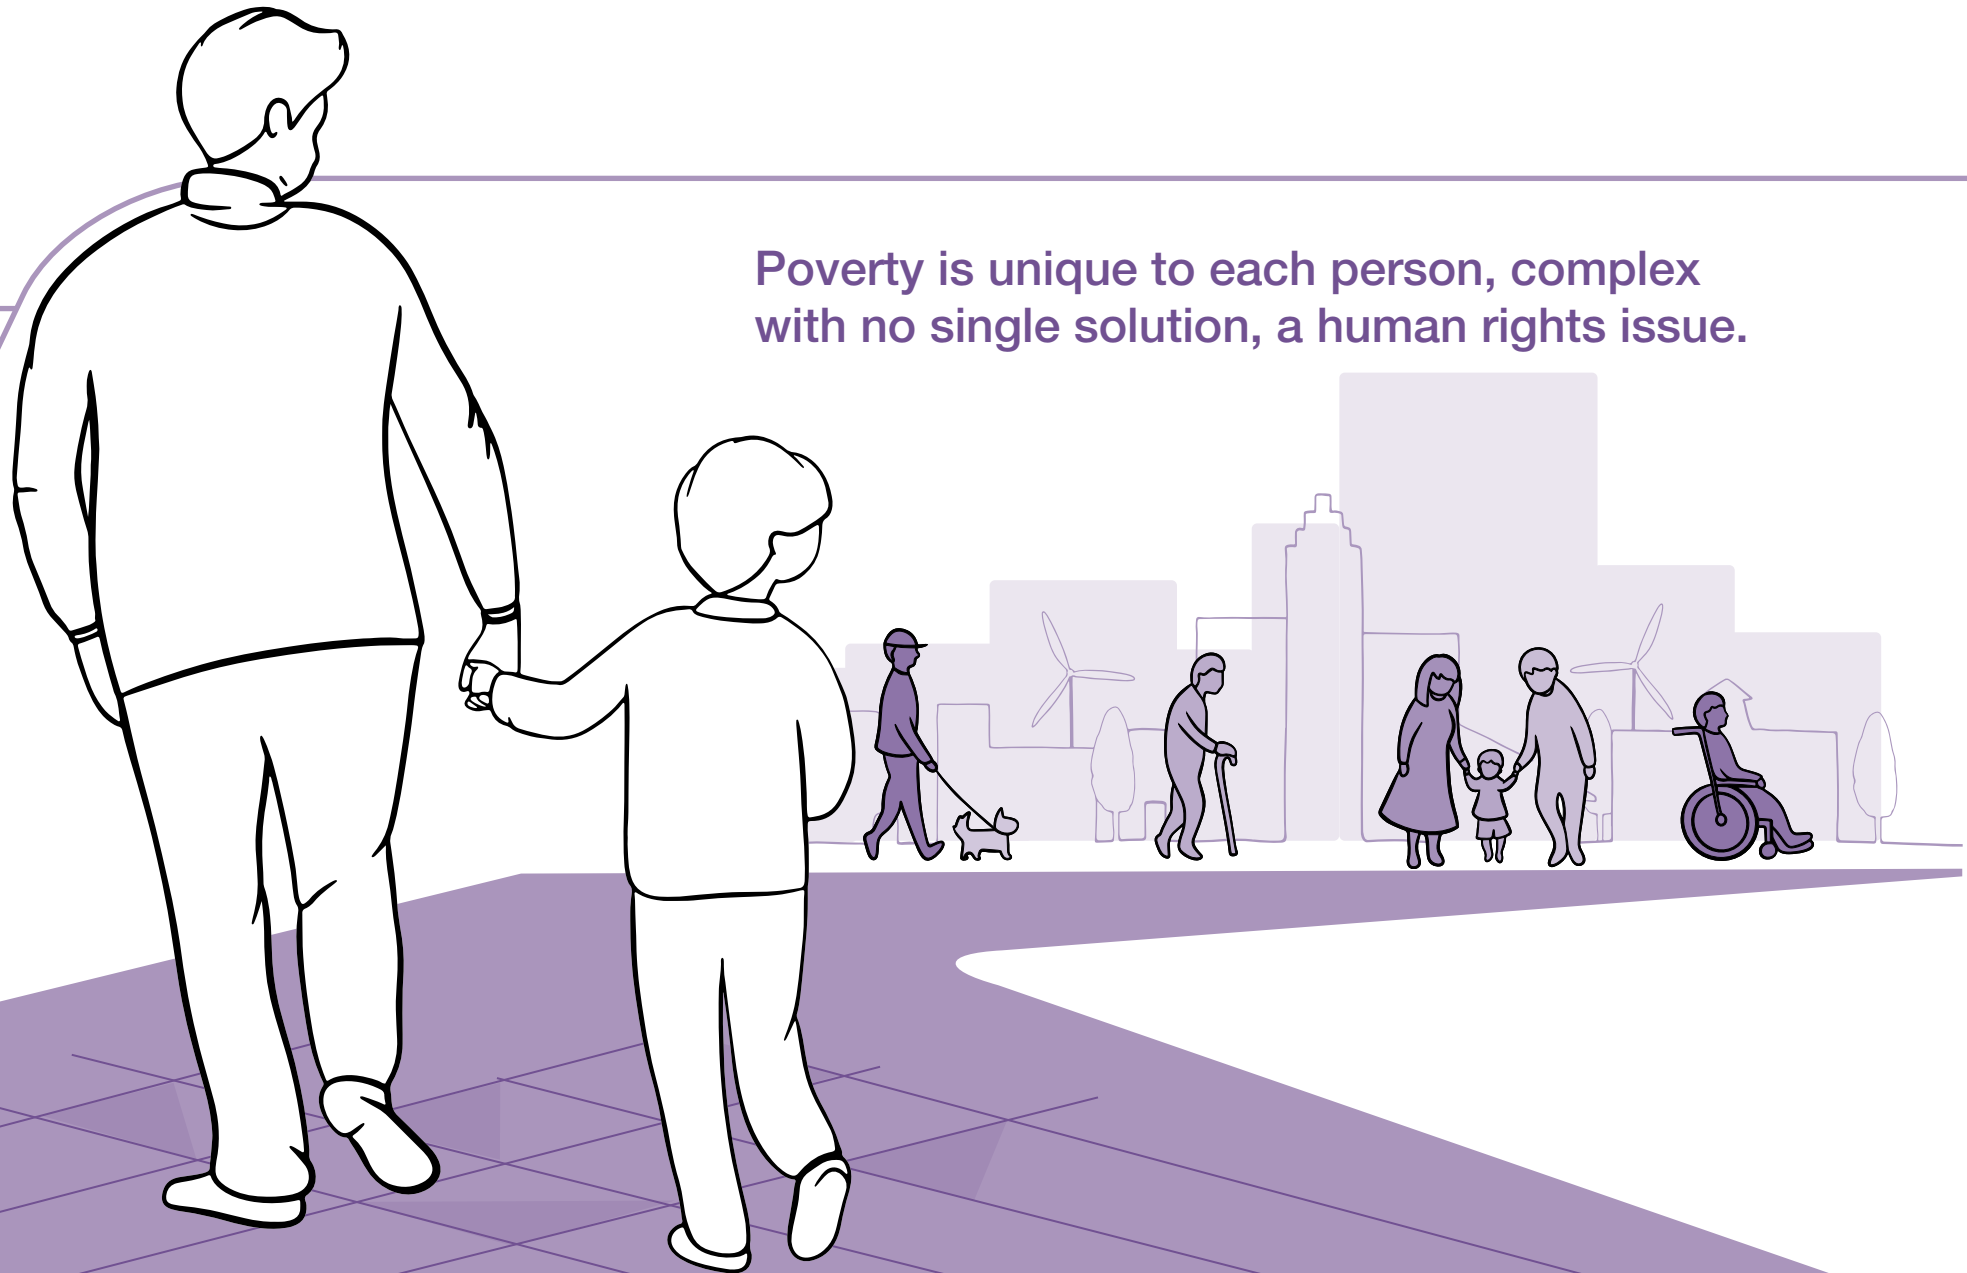 Poverty is unique to each person, complex
with no single solution, a human rights issue.